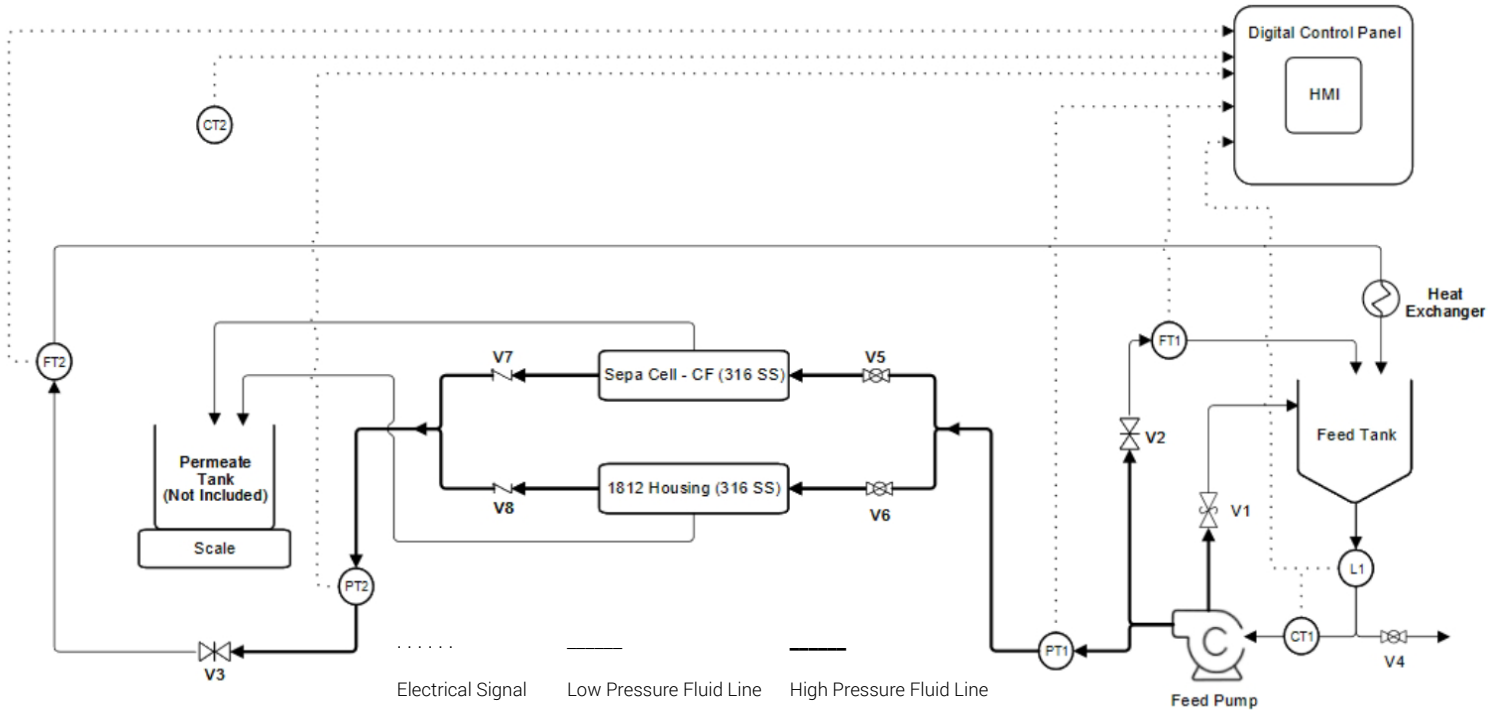 Digital Control Panel
HMI
CT2
Heat
Exchanger
FT1
FT2
V7
V5
Sepa Cell - CF (316 SS)
V2
Feed Tank
Permeate
Tank
(Not Included)
1812 Housing (316 SS)
V8
V6
V1
Scale
L1
PT2
C
CT1
PT1
V4
V3
Electrical Signal
Low Pressure Fluid Line
High Pressure Fluid Line
Feed Pump